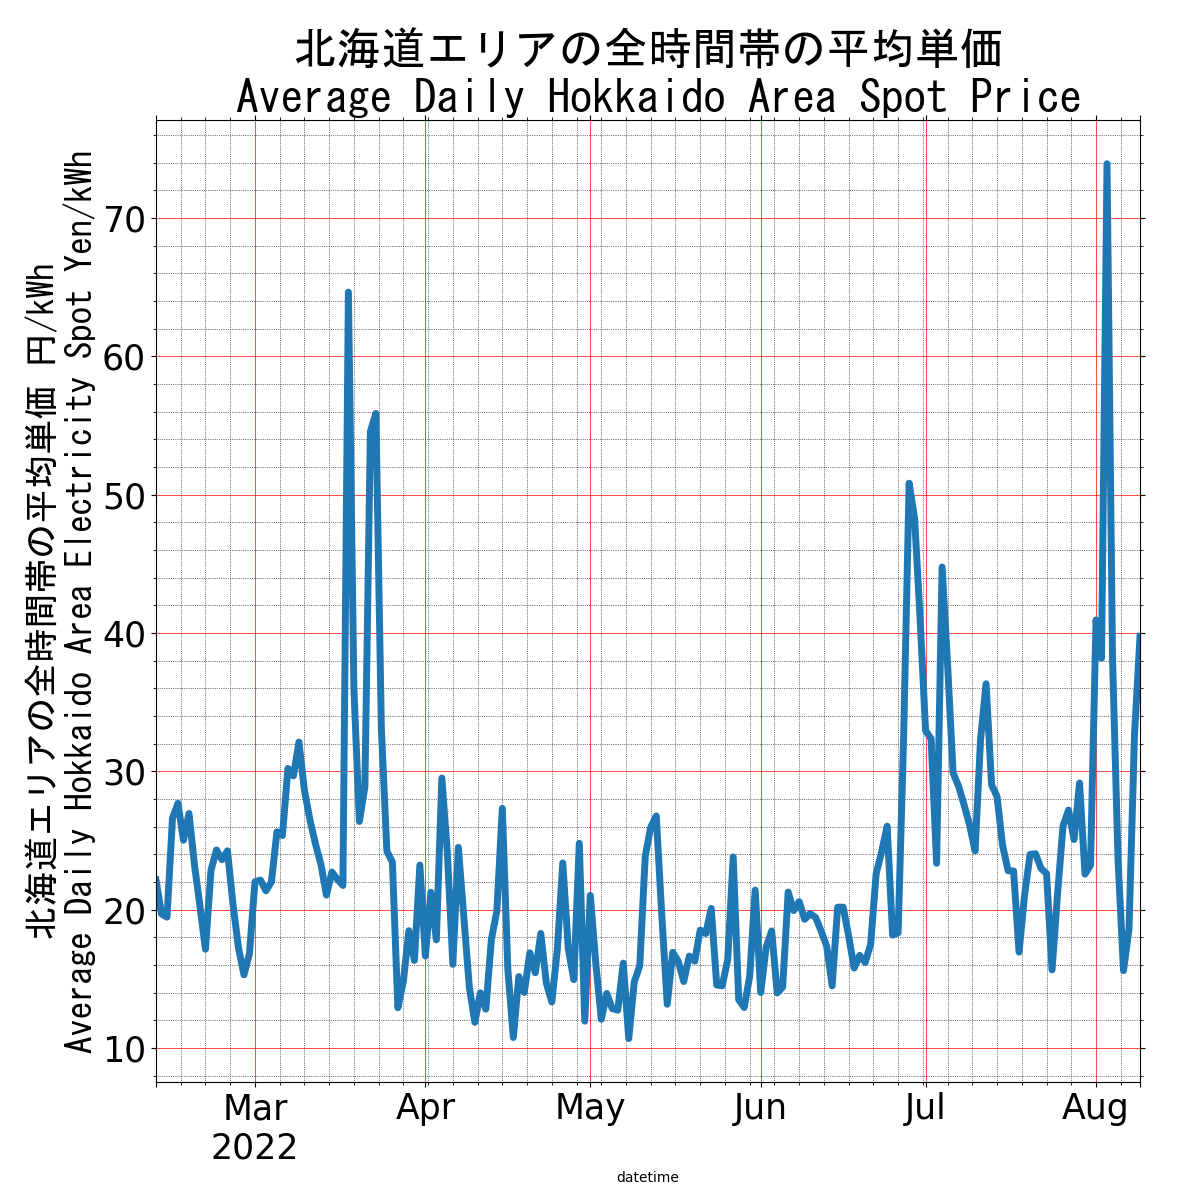 北海道エリアの全時間帯の平均単価
Average Daily Hokkaido Area Spot Price
北海道エリアの全時間帯の平均単価 円/kWh
Average Daily Hokkaido Area Electricity Spot Yen/kWh
70
60
50
40
30
20
10
Mar
2022
Apr
May
Jun
Jul
Aug
datetime